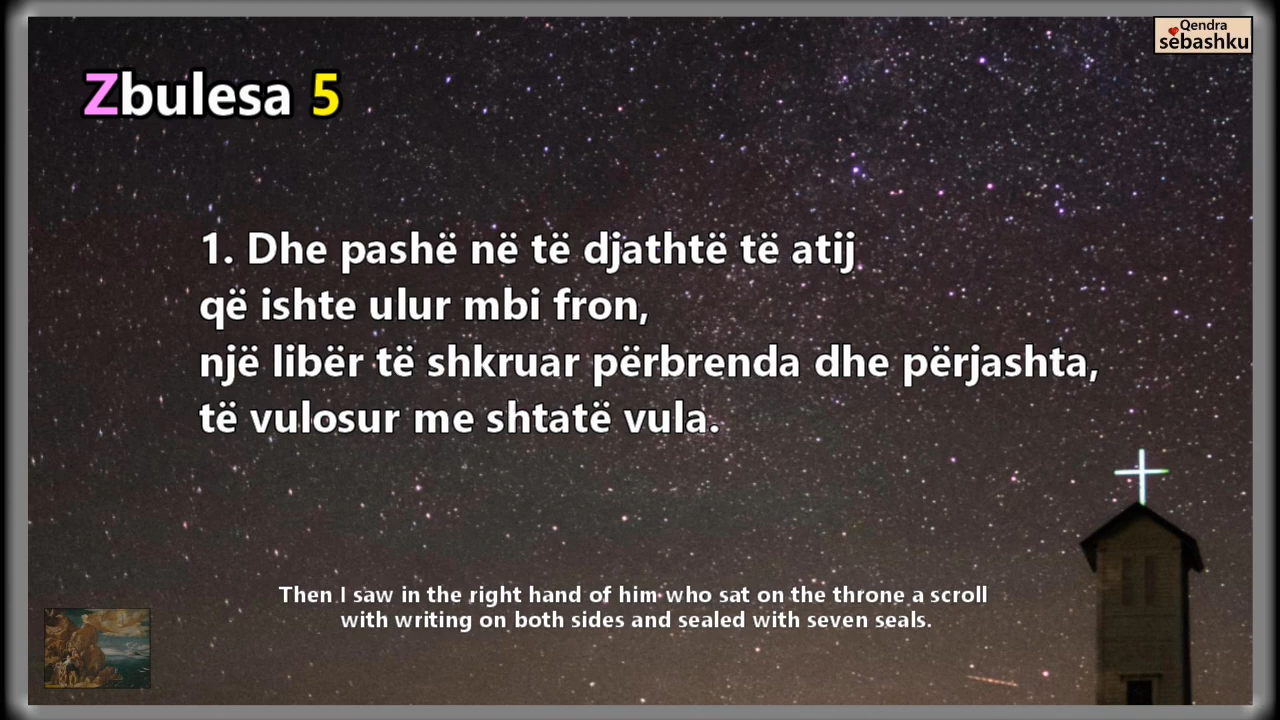 Qendra
sebashku
Zbulesa 5
1. Dhe pashë në të djathtë të atij
që ishte ulur mbi fron,
një libër të shkruar përbrenda dhe përjashta,
të vulosur me shtatë vula.
Then I saw in the right hand of him who sat on the throne a scroll
with writing on both sides and sealed with seven seals.